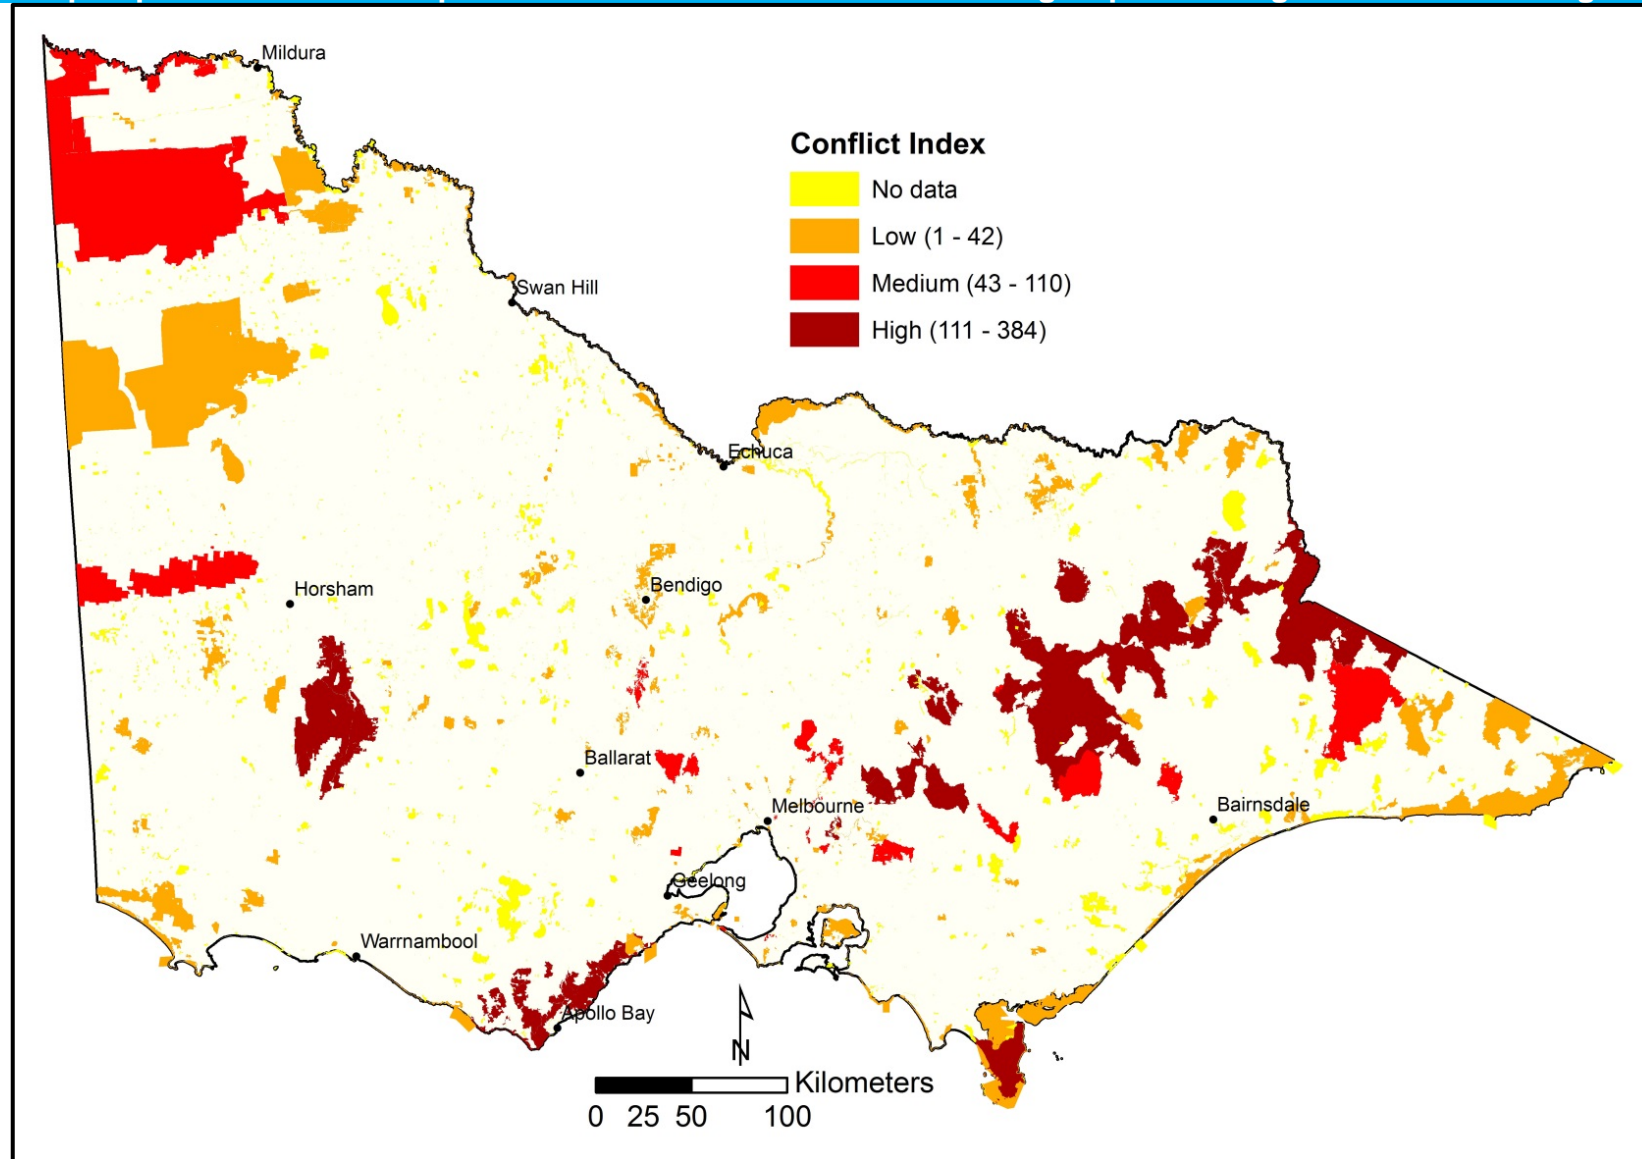 Mildura
Conflict Index
No data
Low (1 - 42)
Medium (43 - 110)
High (111 - 384)
Swan Hill
Echuca
Horsham
Bendigo
Ballarat
Melbourne
Bairnsdale
Geelong
Warrnambool
Apollo Bay
N
Kilometers
0 25 50 100